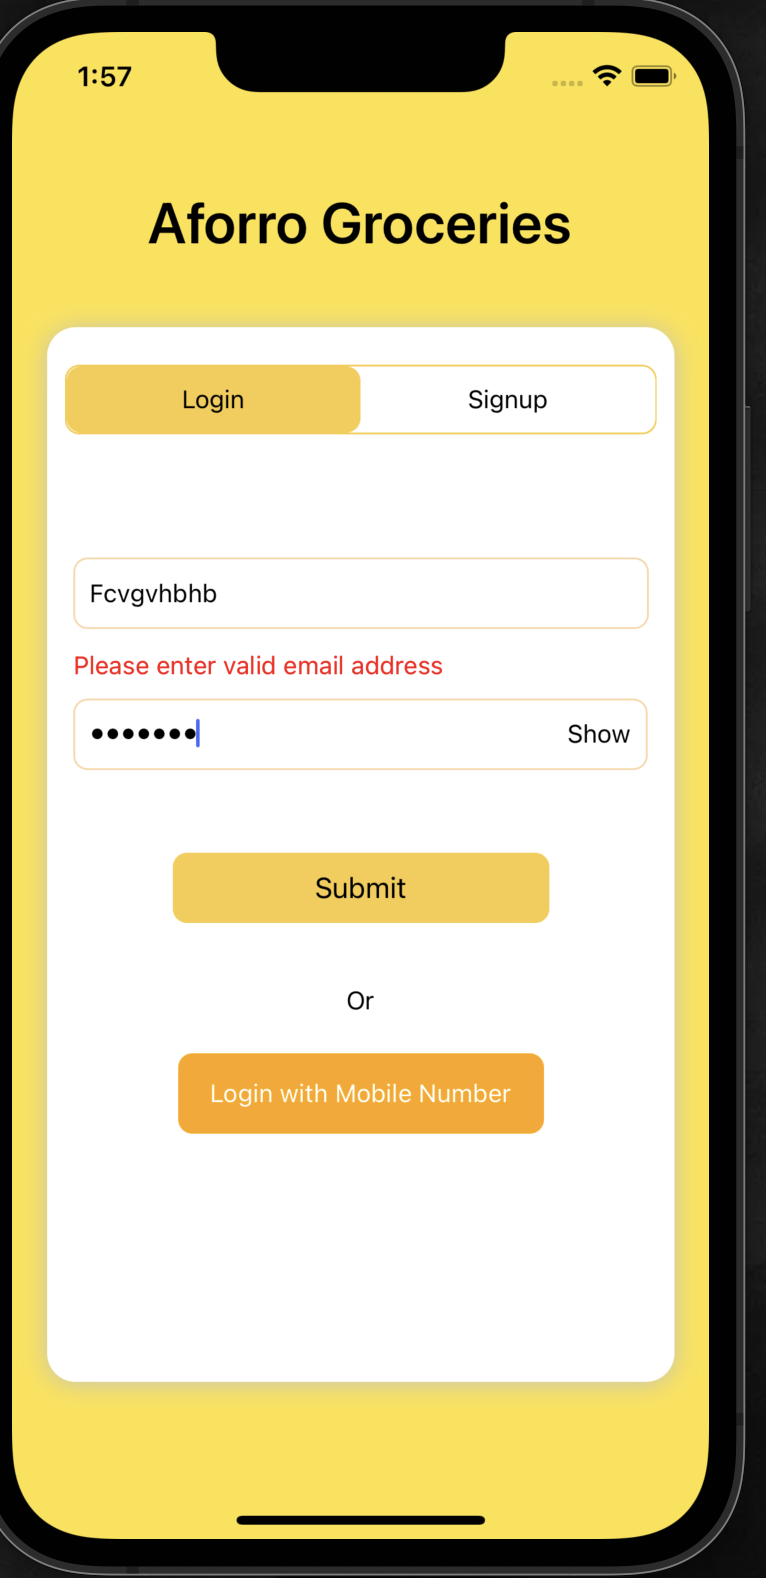 1:57
Aforro Groceries
Login
Signup
Fcvgvhbhb
Please enter valid email address
•••••••
Show
Submit
Or
Login with Mobile Number